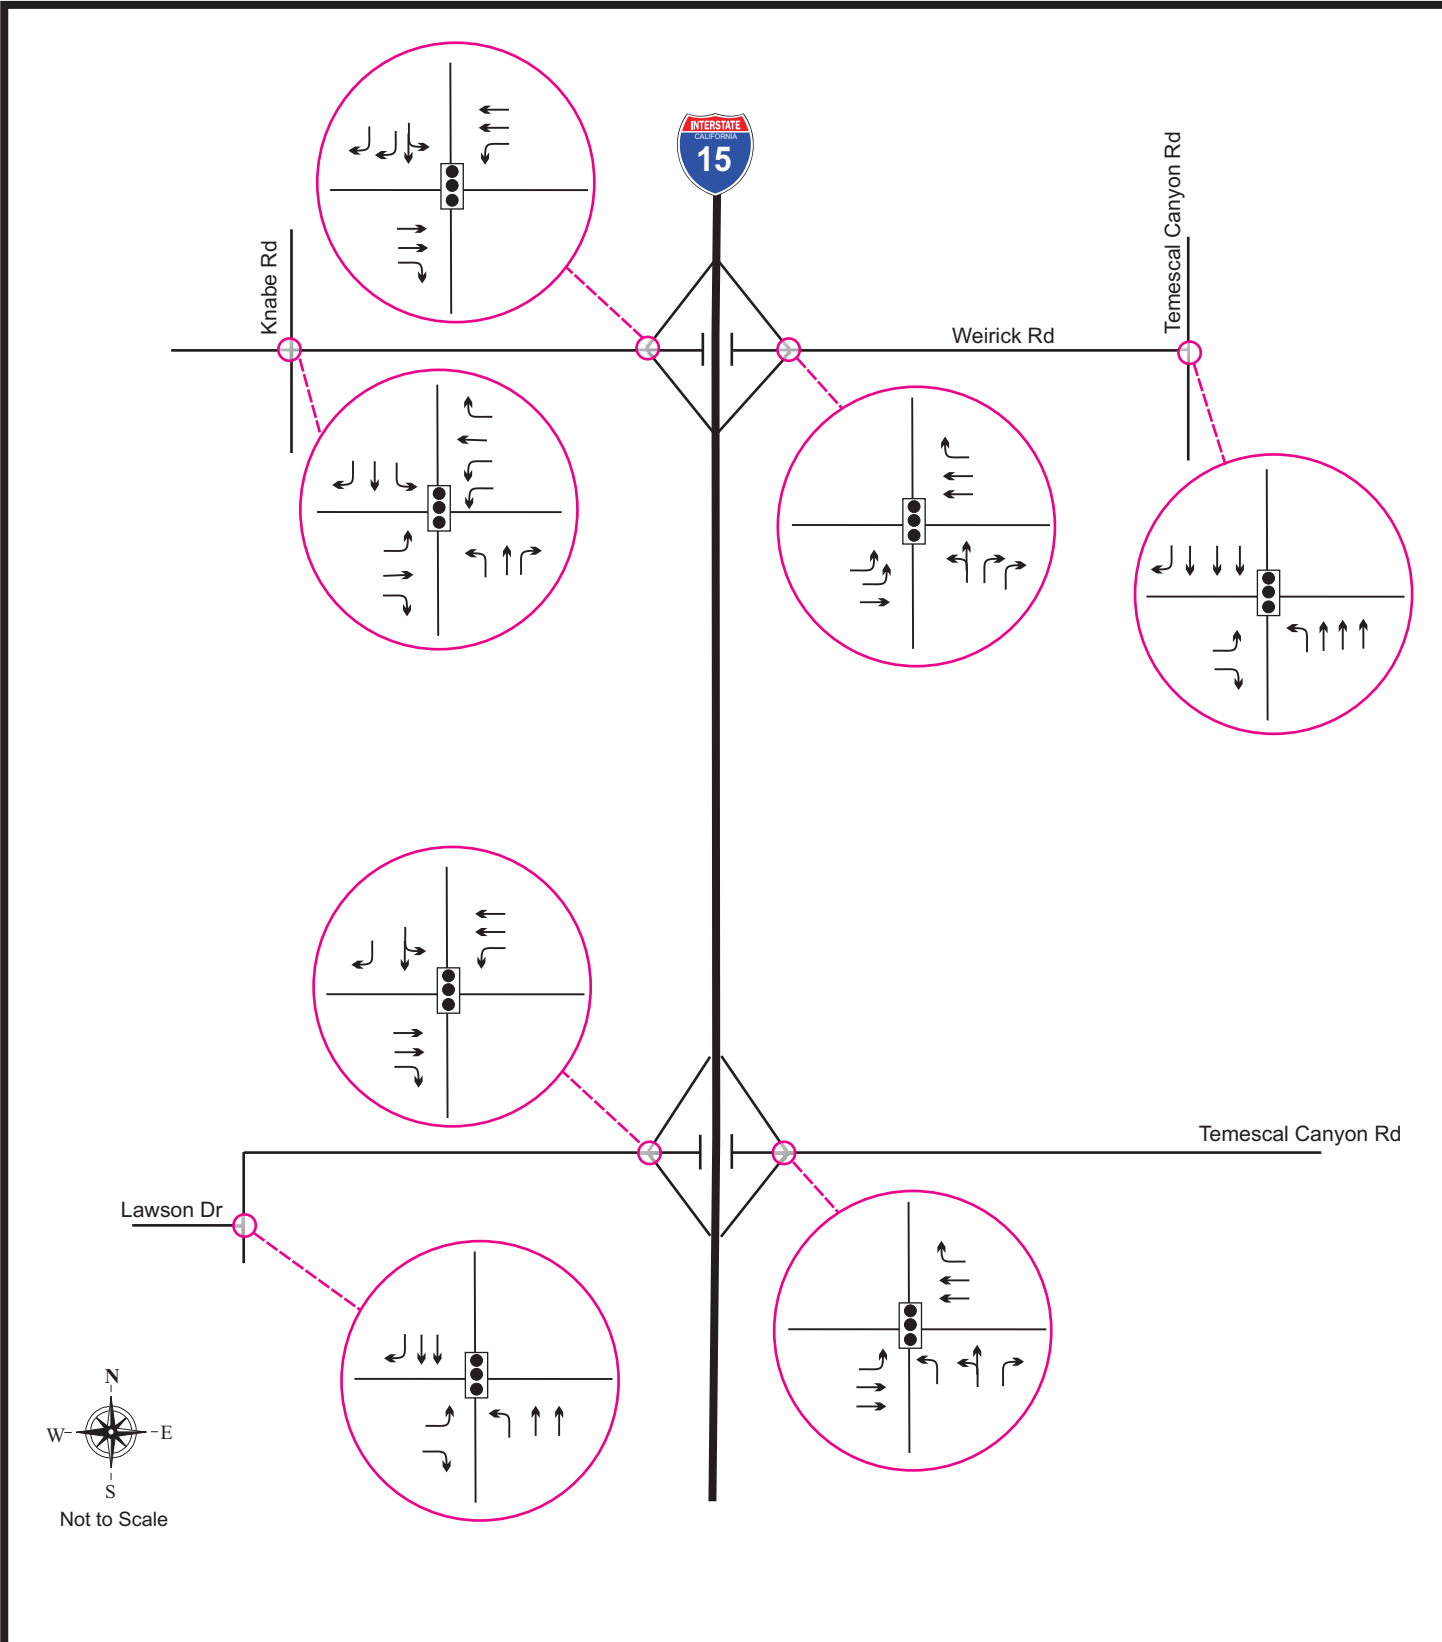 INTERSTATE
CALIFORNIA
15
Knabe Rd
Temescal Canyon Rd
Weirick Rd
Temescal Canyon Rd
Lawson Dr
N
W
E
S
Not to Scale